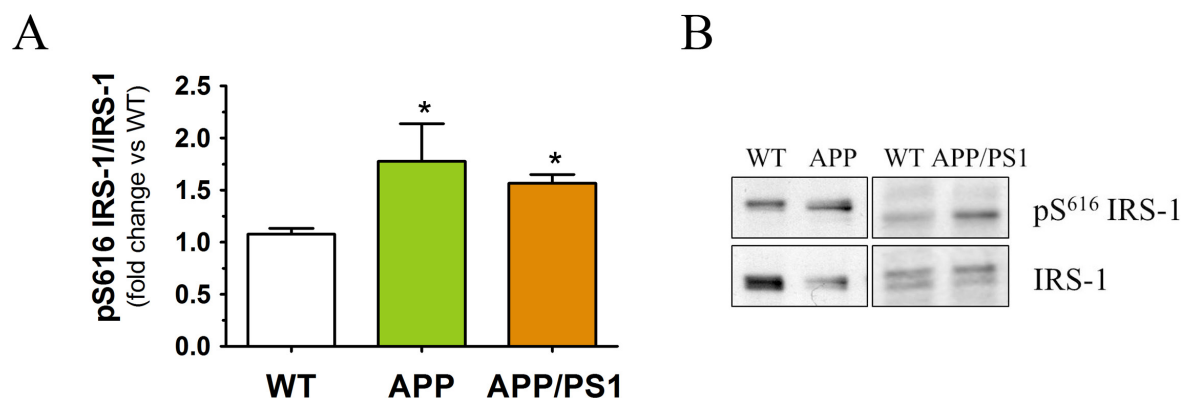 A
pS616 IRS-1/IRS-1
(fold change vs WT)
2.5
2.0
1.5
1.0
0.5
0.0
*
*
WT APP APP/PS1
B
WT APP WT APP/PS1
pS⁶¹⁶ IRS-1
IRS-1